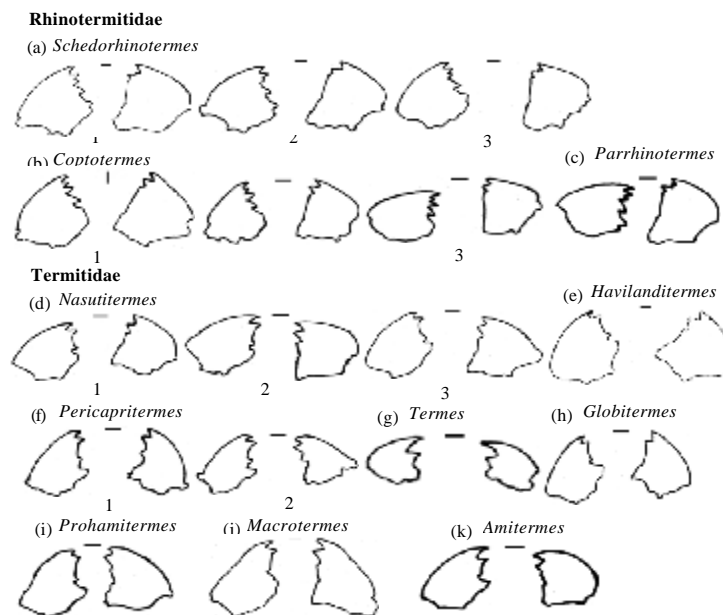 Rhinotermitidae
(a) Schedorhinotermes
1 2 3
(b) Coptotermes (c) Parrhinotermes
1 3
Termitidae
(d) Nasutitermes (e) Havilanditermes
1 2 3
(f) Pericapritermes (g) Termes (h) Globitermes
1 2
(i) Prohamitermes (j) Macrotermes (k) Amitermes